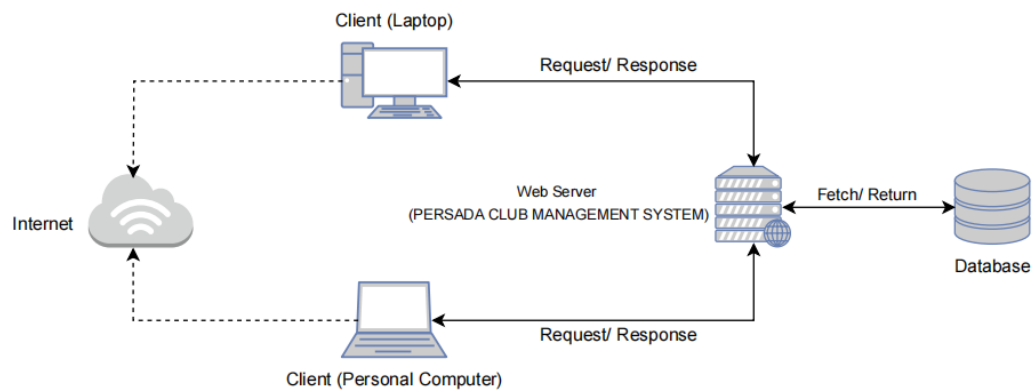 Client (Laptop)
Request/ Response
Web Server
(PERSADA CLUB MANAGEMENT SYSTEM)
Fetch/ Return
Internet
Database
Request/ Response
Client (Personal Computer)